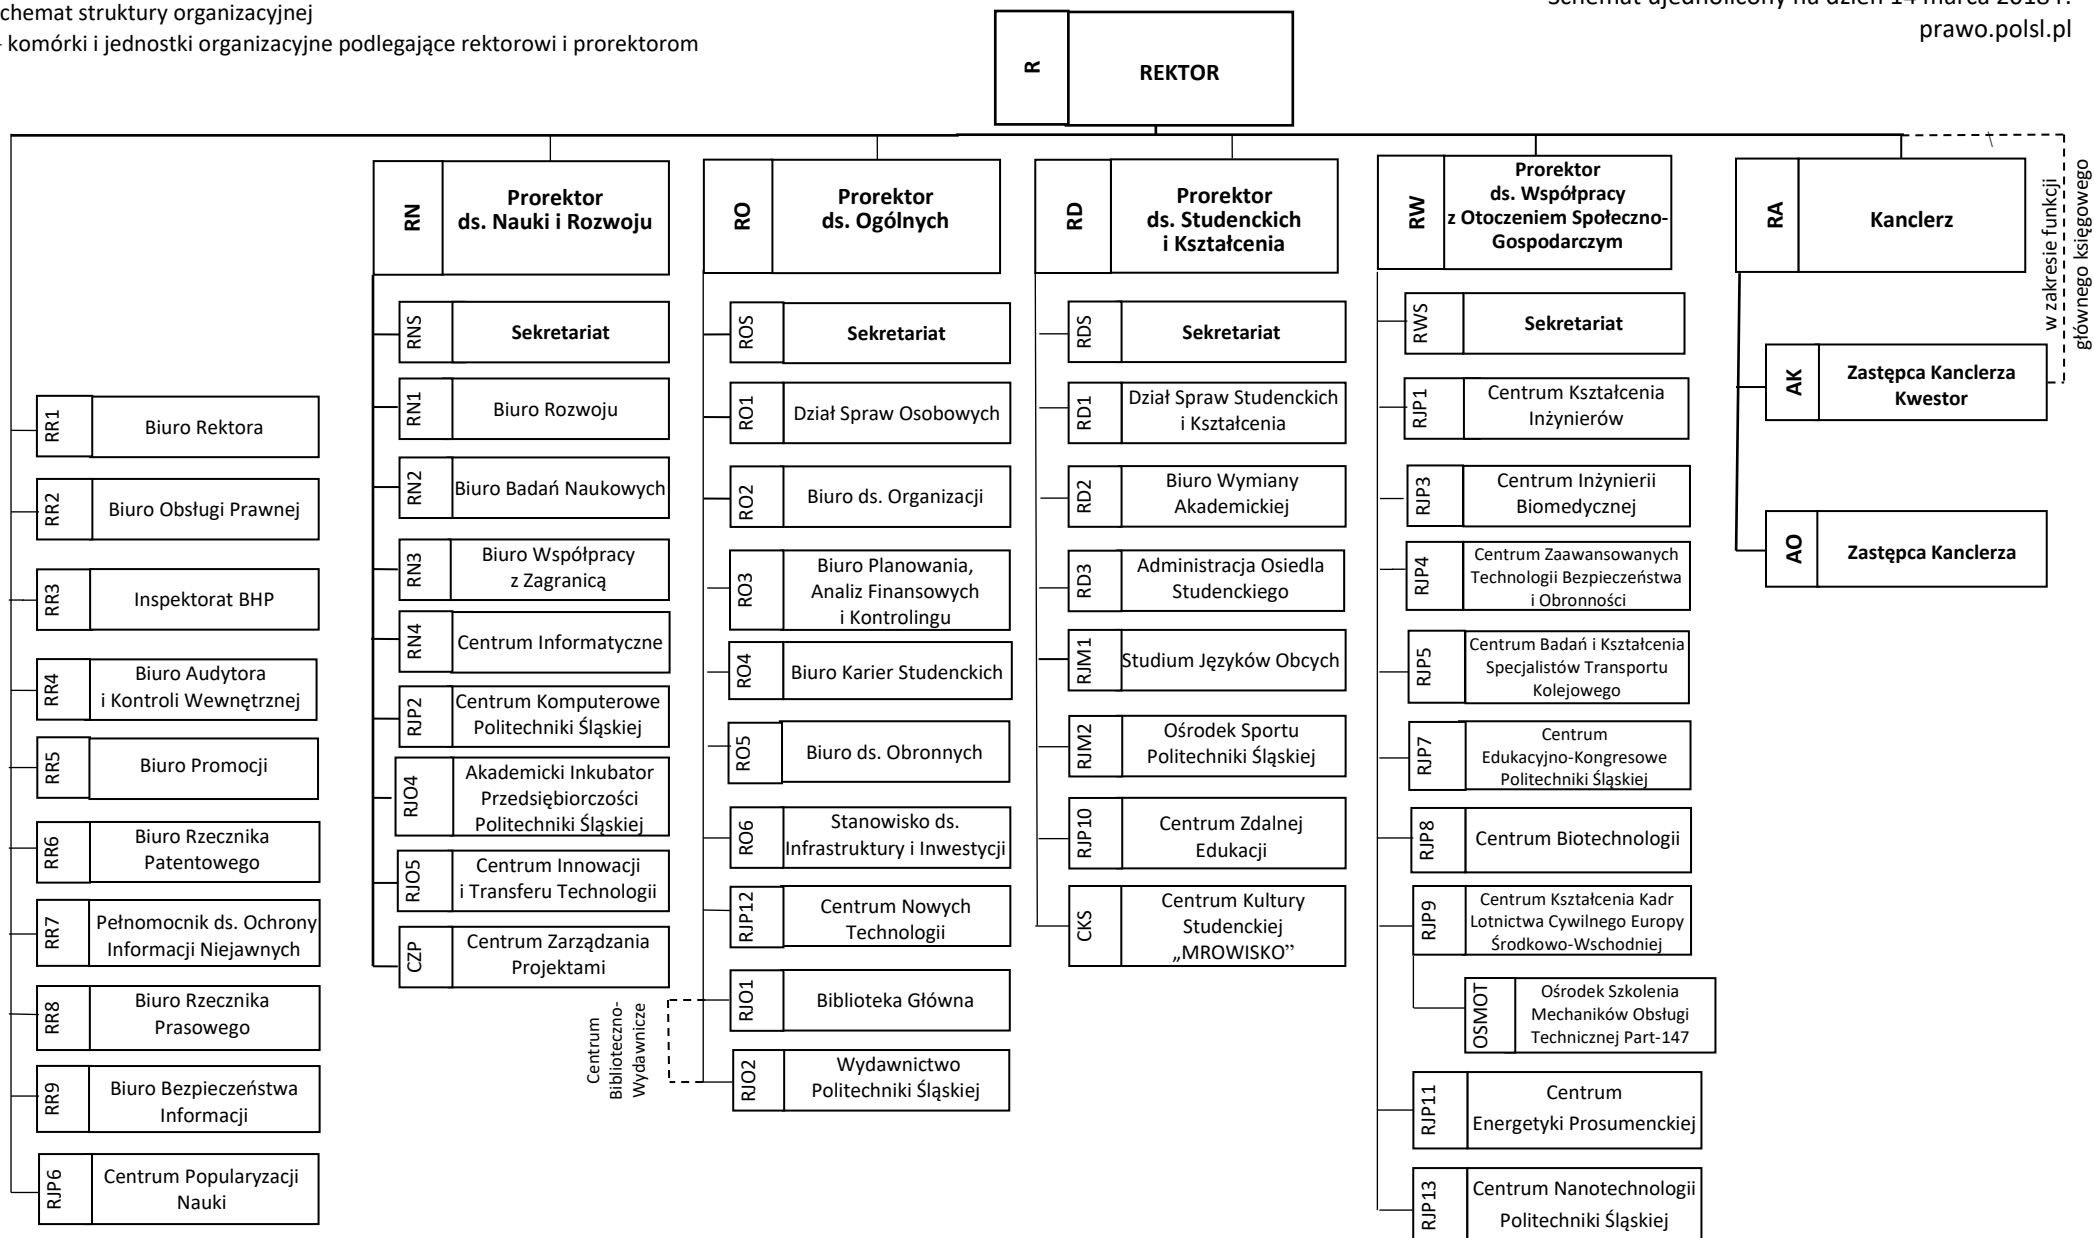 chemat struktury organizacyjnej
- komórki i jednostki organizacyjne podlegające rektorowi i prorektorom
Schemat ujednolicony na dzień 14 marca 2018 r.
prawo.polsl.pl
R
REKTOR
RN
Prorektor
ds. Nauki i Rozwoju
RO
Prorektor
ds. Ogólnych
RD
Prorektor
ds. Studenckich
i Kształcenia
RW
Prorektor
ds. Współpracy
z Otoczeniem Społeczno-
Gospodarczym
RA
Kanclerz
w zakresie funkcji
głównego księgowego
RR1
Biuro Rektora
RR2
Biuro Obsługi Prawnej
RR3
Inspektorat BHP
RR4
Biuro Audytora
i Kontroli Wewnętrznej
RR5
Biuro Promocji
RR6
Biuro Rzecznika
Patentowego
RR7
Pełnomocnik ds. Ochrony
Informacji Niejawnych
RR8
Biuro Rzecznika
Prasowego
RR9
Biuro Bezpieczeństwa
Informacji
RJP6
Centrum Popularyzacji
Nauki
RNS
Sekretariat
RN1
Biuro Rozwoju
RN2
Biuro Badań Naukowych
RN3
Biuro Współpracy
z Zagranicą
RN4
Centrum Informatyczne
RJP2
Centrum Komputerowe
Politechniki Śląskiej
RJO4
Akademicki Inkubator
Przedsiębiorczości
Politechniki Śląskiej
RJO5
Centrum Innowacji
i Transferu Technologii
CZP
Centrum Zarządzania
Projektami
ROS
Sekretariat
RO1
Dział Spraw Osobowych
RO2
Biuro ds. Organizacji
RO3
Biuro Planowania,
Analiz Finansowych
i Kontrolingu
RO4
Biuro Karier Studenckich
RO5
Biuro ds. Obronnych
RO6
Stanowisko ds.
Infrastruktury i Inwestycji
RJP12
Centrum Nowych
Technologii
Centrum
Biblioteczno-
Wydawnicze
RJO1
Biblioteka Główna
RJO2
Wydawnictwo
Politechniki Śląskiej
RDS
Sekretariat
RD1
Dział Spraw Studenckich
i Kształcenia
RD2
Biuro Wymiany
Akademickiej
RD3
Administracja Osiedla
Studenckiego
RJM1
Studium Języków Obcych
RJM2
Ośrodek Sportu
Politechniki Śląskiej
RJP10
Centrum Zdalnej
Edukacji
CKS
Centrum Kultury
Studenckiej
„MROWISKO”
RWS
Sekretariat
RJP1
Centrum Kształcenia
Inżynierów
RJP3
Centrum Inżynierii
Biomedycznej
RJP4
Centrum Zaawansowanych
Technologii Bezpieczeństwa
i Obronności
RJP5
Centrum Badań i Kształcenia
Specjalistów Transportu
Kolejowego
RJP7
Centrum
Edukacyjno-Kongresowe
Politechniki Śląskiej
RJP8
Centrum Biotechnologii
RJP9
Centrum Kształcenia Kadr
Lotnictwa Cywilnego Europy
Środkowo-Wschodniej
OSMOT
Ośrodek Szkolenia
Mechaników Obsługi
Technicznej Part-147
RJP11
Centrum
Energetyki Prosumenckiej
RJP13
Centrum Nanotechnologii
Politechniki Śląskiej
AK
Zastępca Kanclerza
Kwestor
AO
Zastępca Kanclerza